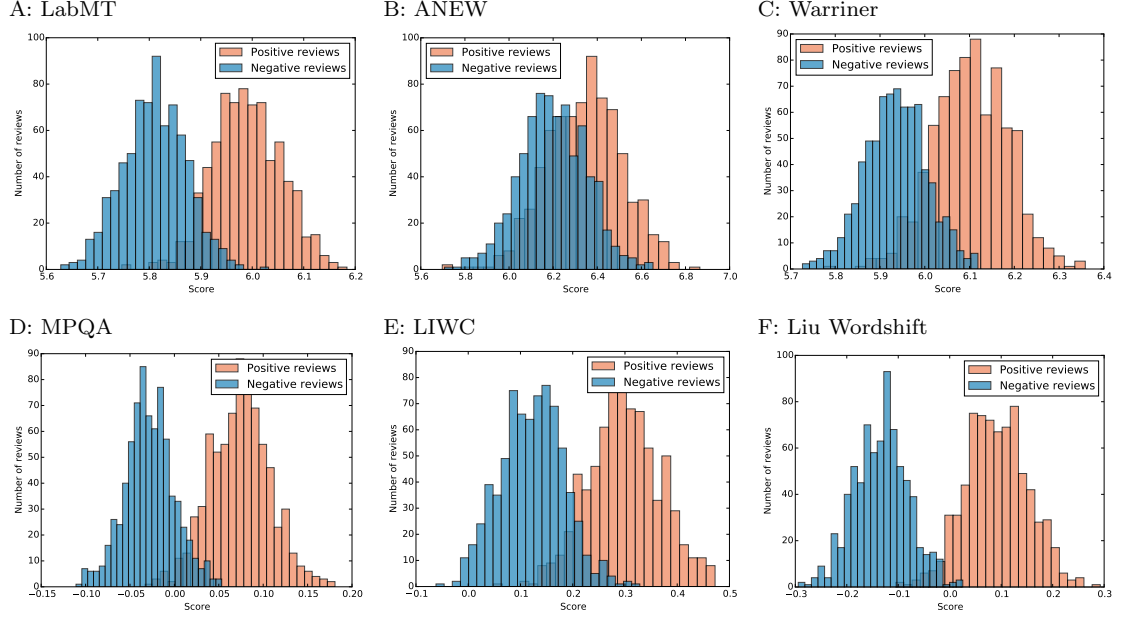 A: LabMT
B: ANEW
C: Warriner
Number of reviews
100
80
60
40
20
0
5.6 5.7 5.8 5.9 6.0 6.1 6.2
Score
Positive reviews
Negative reviews
Number of reviews
100
80
60
40
20
0
5.6 5.8 6.0 6.2 6.4 6.6 6.8 7.0
Score
Positive reviews
Negative reviews
Number of reviews
90
80
70
60
50
40
30
20
10
0
5.7 5.8 5.9 6.0 6.1 6.2 6.3 6.4
Score
Positive reviews
Negative reviews
D: MPQA
E: LIWC
F: Liu Wordshift
Number of reviews
90
80
70
60
50
40
30
20
10
0
−0.15 −0.10 −0.05 0.00 0.05 0.10 0.15 0.20
Score
Positive reviews
Negative reviews
Number of reviews
90
80
70
60
50
40
30
20
10
0
−0.1 0.0 0.1 0.2 0.3 0.4 0.5
Score
Positive reviews
Negative reviews
Number of reviews
100
80
60
40
20
0
−0.3 −0.2 −0.1 0.0 0.1 0.2 0.3
Score
Positive reviews
Negative reviews